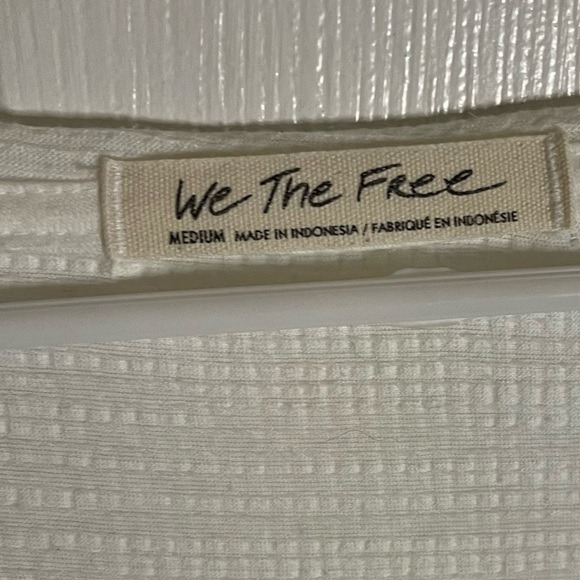 We The Free
MEDIUM MADE IN INDONESIA / FABRIQUÉ EN INDONÉSIE